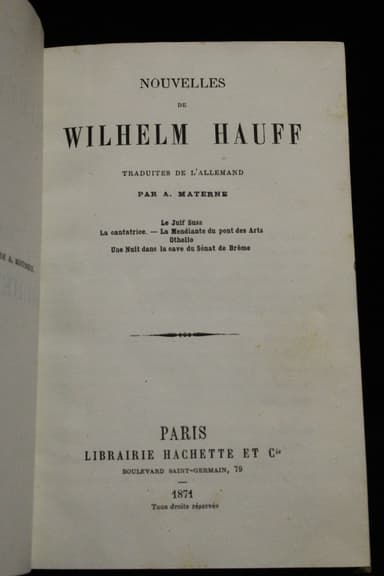 NOUVELLES
DE
WILHELM HAUFF
TRADUITES DE L'ALLEMAND
PAR A. MATERNE
Le Juif Suss
La cantatrice. — La Mendiante du pont des Arts
Othello
Une Nuit dans la cave du Sénat de Brême
PARIS
LIBRAIRIE HACHETTE ET Cie
BOULEVARD SAINT-GERMAIN, 79
—
1871
Tous droits réservés